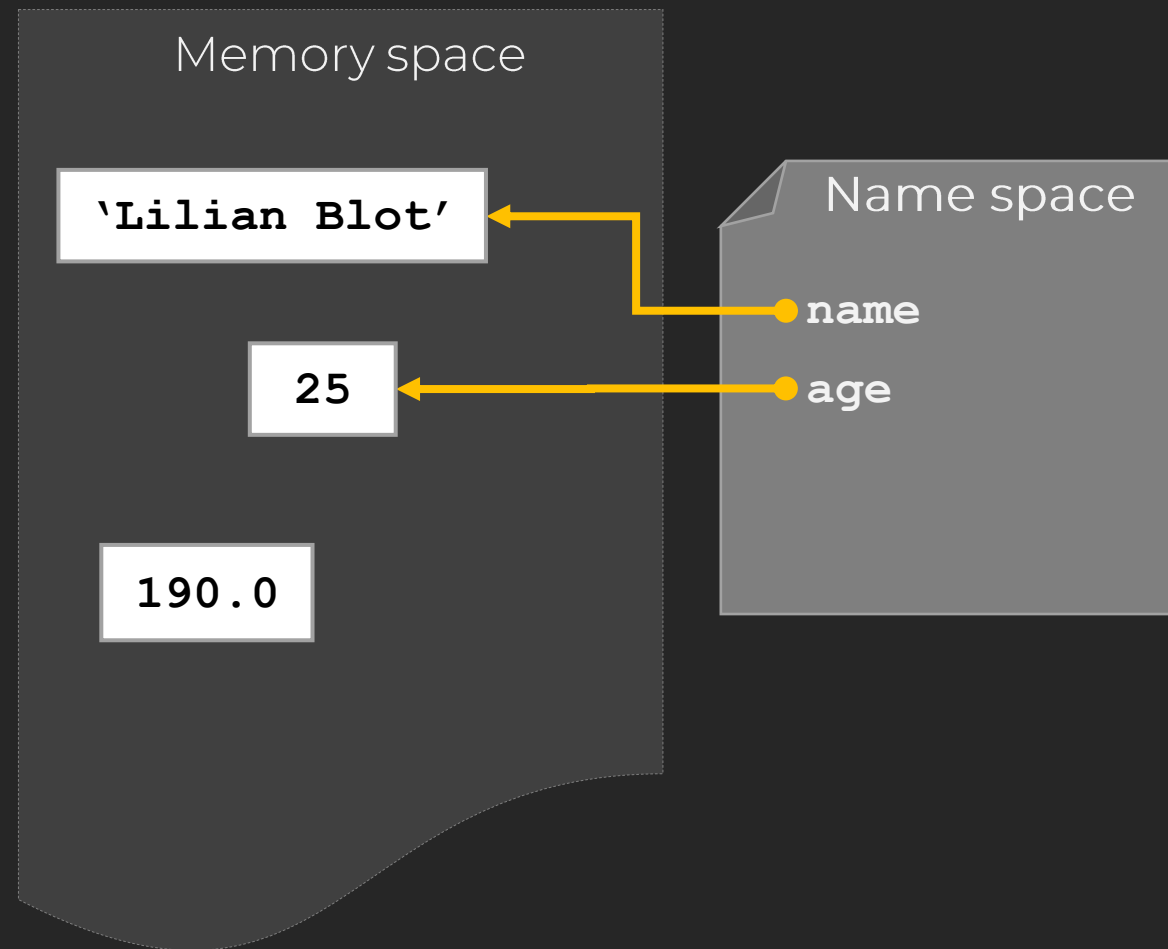 Memory space
‘Lilian Blot’
25
190.0
Name space
name
age